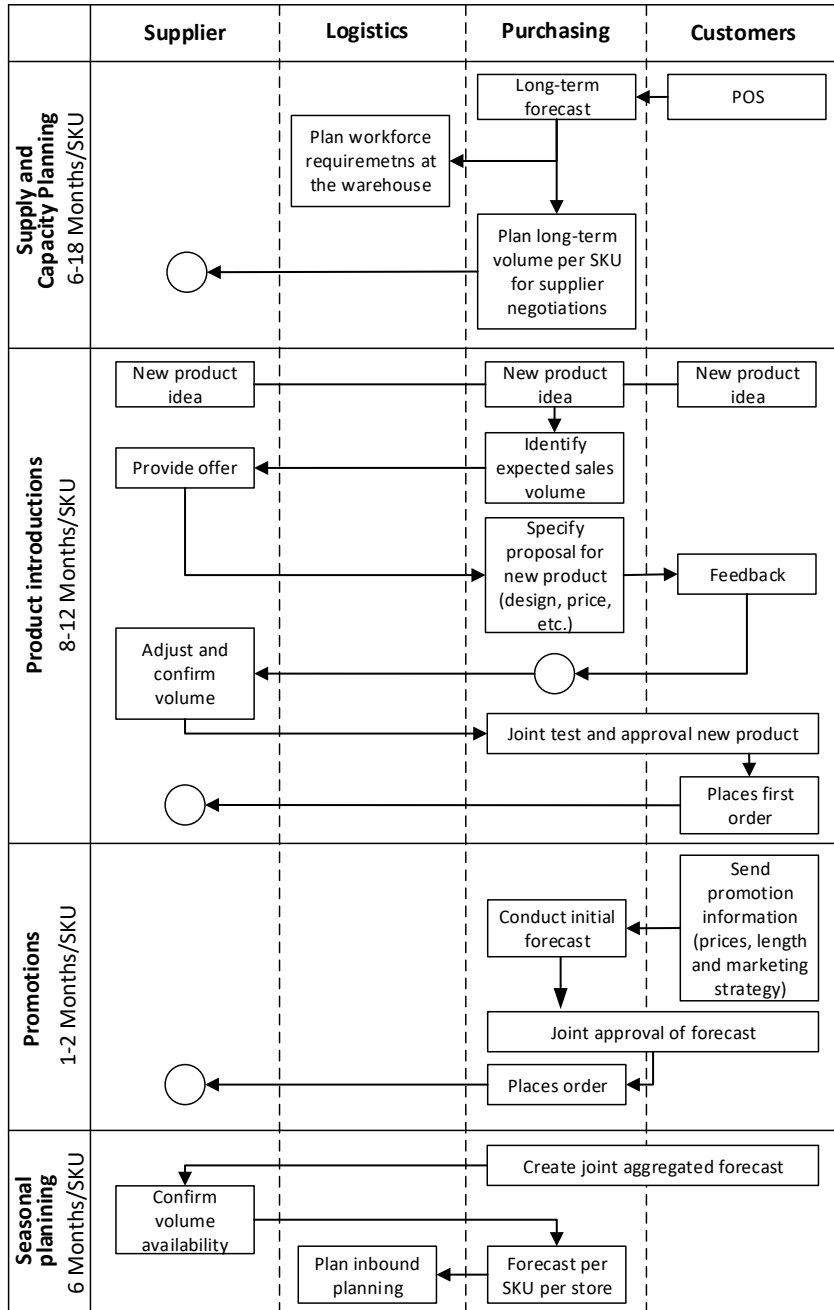 Supplier
Logistics
Purchasing
Customers
Supply and
Capacity Planning
6-18 Months/SKU
Long-term
forecast
POS
Plan workforce
requiremetns at
the warehouse
Plan long-term
volume per SKU
for supplier
negotiations
Product introductions
8-12 Months/SKU
New product
idea
New product
idea
New product
idea
Provide offer
Identify
expected sales
volume
Specify
proposal for
new product
(design, price,
etc.)
Feedback
Adjust and
confirm
volume
Joint test and approval new product
Places first
order
Promotions
1-2 Months/SKU
Send
promotion
information
(prices, length
and marketing
strategy)
Conduct initial
forecast
Joint approval of forecast
Places order
Seasonal
planining
6 Months/SKU
Create joint aggregated forecast
Confirm
volume
availability
Plan inbound
planning
Forecast per
SKU per store